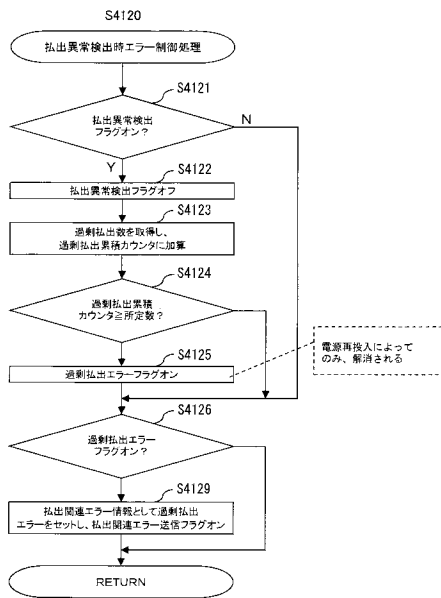 S4120
払出異常検出時エラー制御処理
S4121
払出異常検出
フラグオン？
N
Y
S4122
払出異常検出フラグオフ
S4123
過剰払出数を取得し、
過剰払出累積カウンタに加算
S4124
過剰払出累積
カウンタ≧所定数？
電源再投入によって
のみ、解消される
S4125
過剰払出エラーフラグオン
S4126
過剰払出エラー
フラグオン？
S4129
払出関連エラー情報として過剰払出
エラーをセットし、払出関連エラー送信フラグオン
RETURN